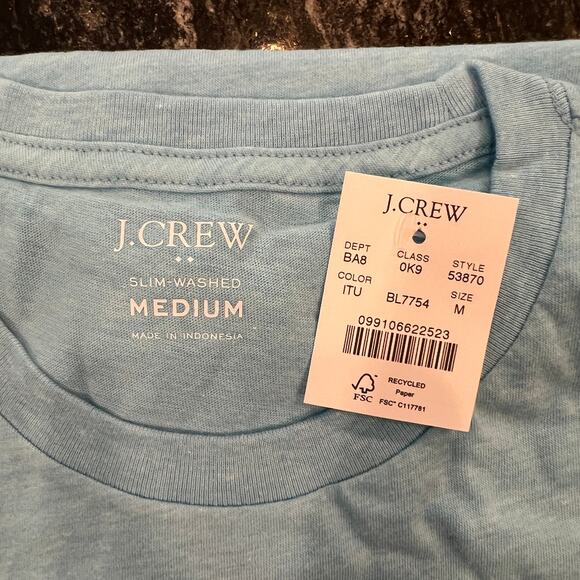 J.CREW
SLIM-WASHED
MEDIUM
MADE IN INDONESIA
J.CREW
DEPT CLASS STYLE
BA8 0K9 53870
COLOR SIZE
ITU BL7754 M
099106622523
FSC
RECYCLED
Paper
FSC™ C117781